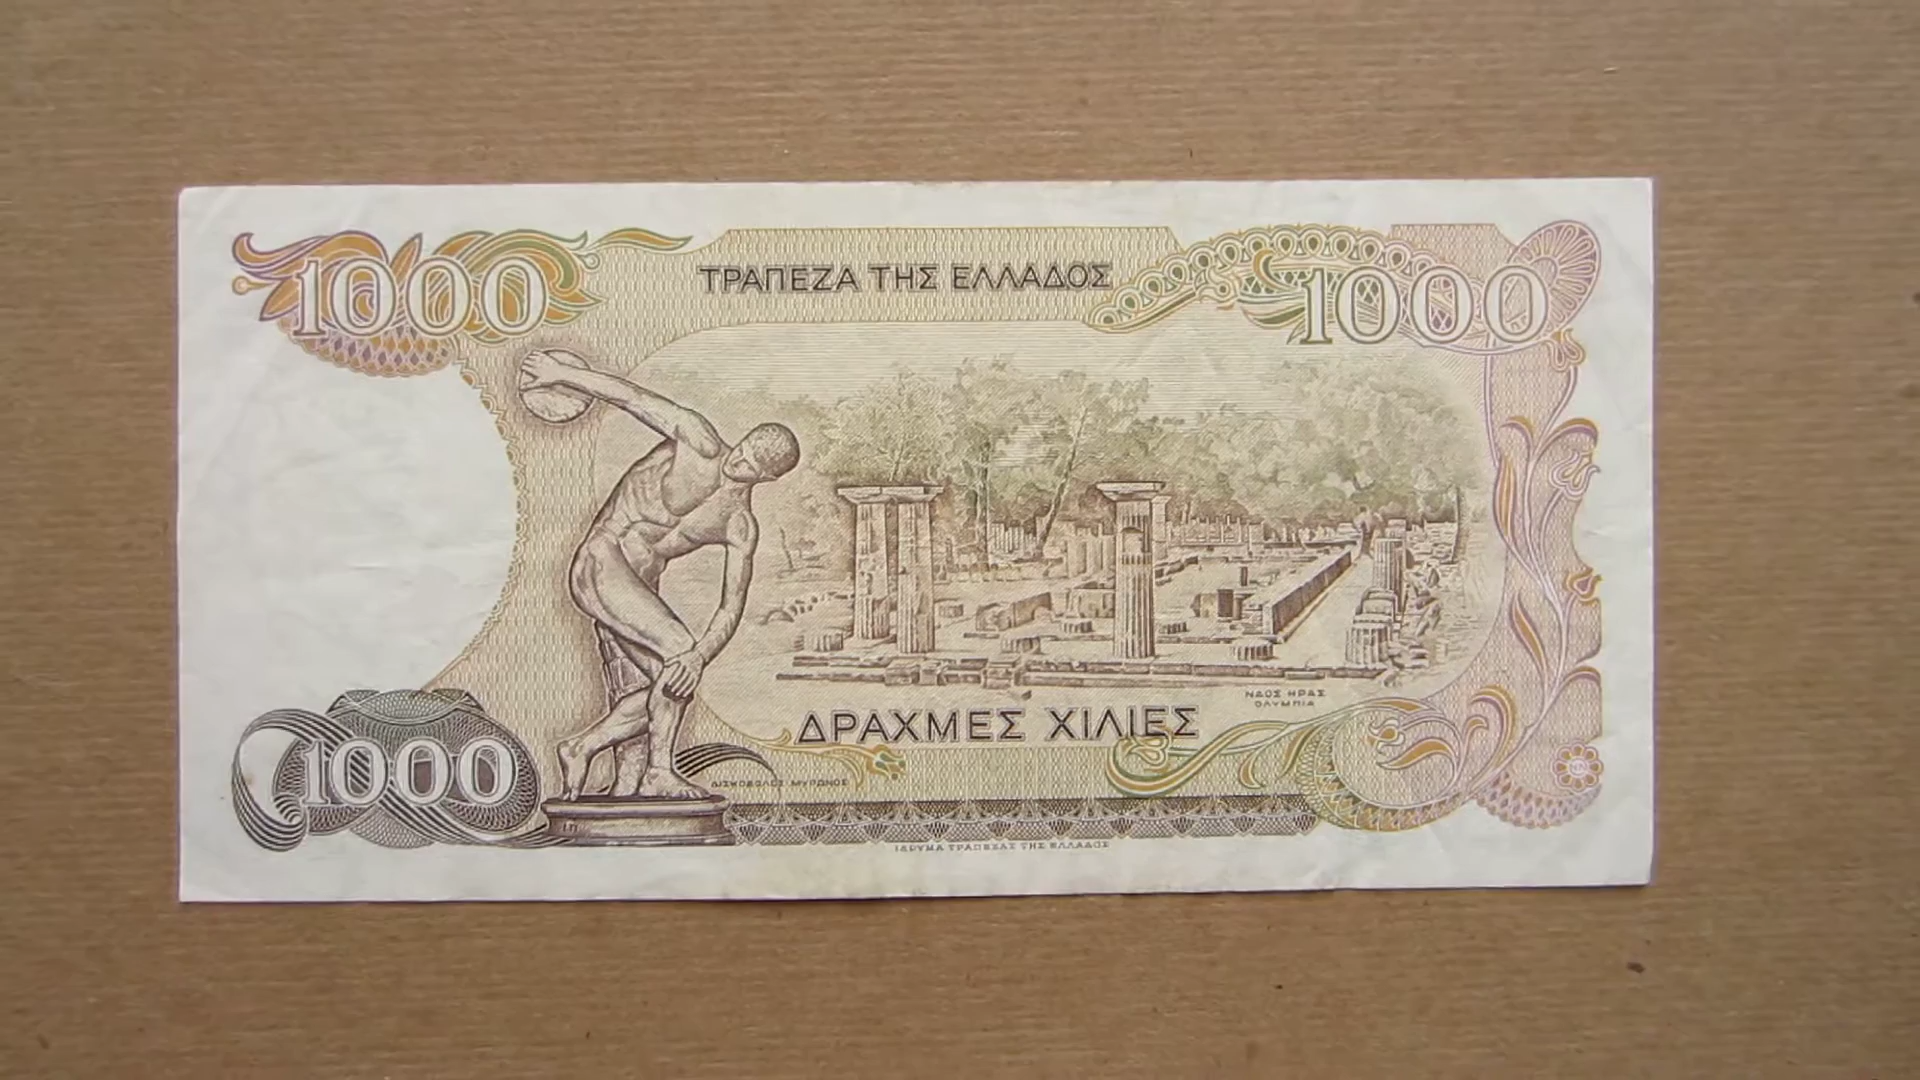 1000
ΤΡΑΠΕΖΑ ΤΗΣ ΕΛΛΑΔΟΣ
1000
ΝΑΟΣ ΗΡΑΣ
ΟΛΥΜΠΙΑ
ΔΡΑΧΜΕΣ ΧΙΛΙΕΣ
1000
ΔΙΣΚΟΒΟΛΟΣ ΜΥΡΩΝΟΣ
ΙΔΡΥΜΑ ΤΡΑΠΕΖΑΣ ΤΗΣ ΕΛΛΑΔΟΣ